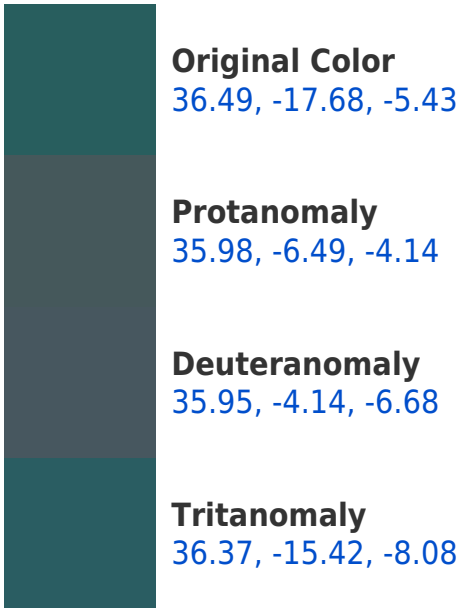 Original Color
36.49, -17.68, -5.43
Protanomaly
35.98, -6.49, -4.14
Deuteranomaly
35.95, -4.14, -6.68
Tritanomaly
36.37, -15.42, -8.08